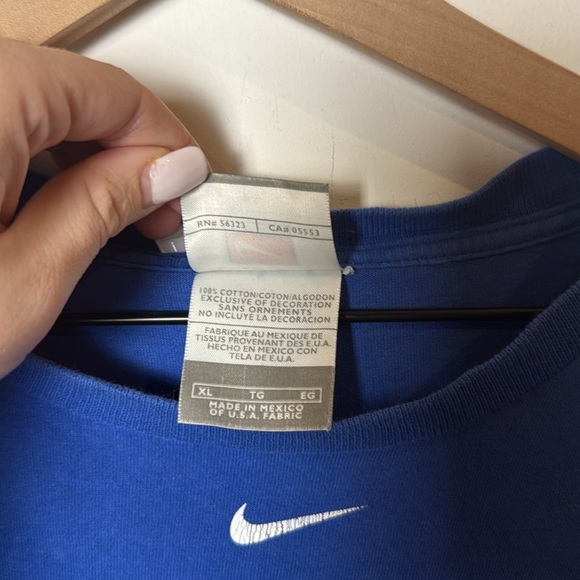 RN# 56323 CA# 05553
100% COTTON/COTON/ALGODON
EXCLUSIVE OF DECORATION
SANS ORNEMENTS
NO INCLUYE LA DECORACION
FABRIQUE AU MEXIQUE DE
TISSUS PROVENANT DES E.U.A.
HECHO EN MEXICO CON
TELA DE E.U.A.
XL TG EG
MADE IN MEXICO
OF U.S.A. FABRIC